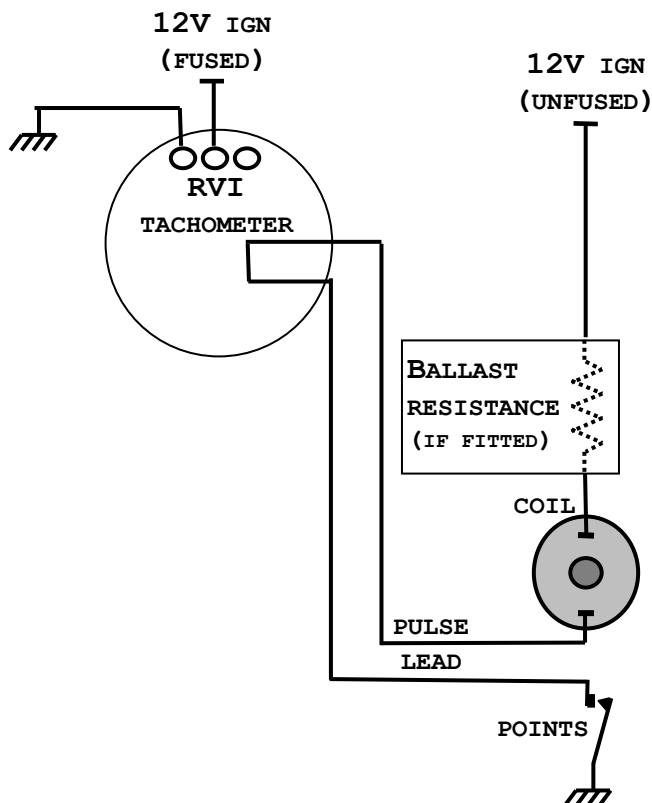 12V IGN
(FUSED)
12V IGN
(UNFUSED)
RVI
TACHOMETER
BALLAST
RESISTANCE
(IF FITTED)
COIL
PULSE
LEAD
POINTS